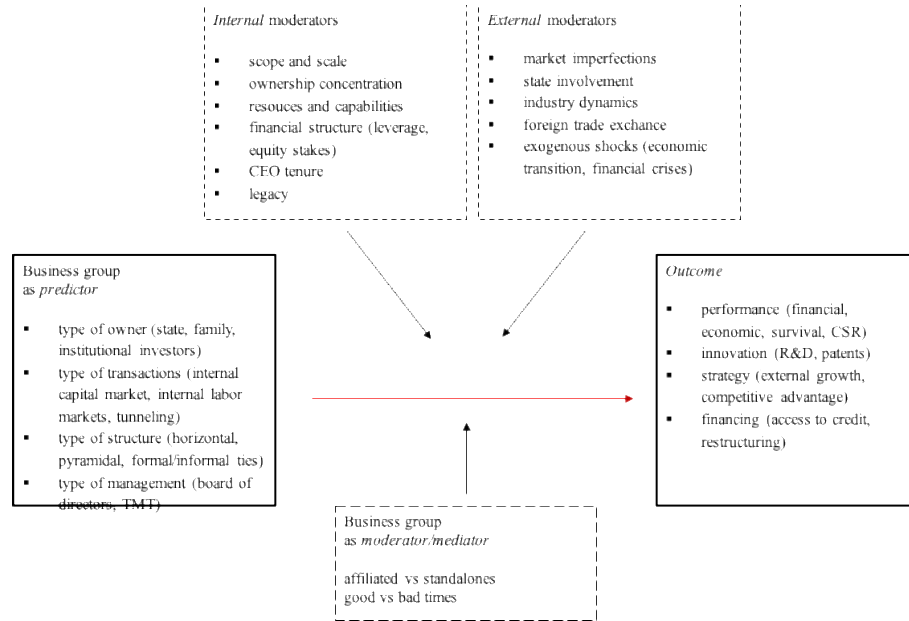 Internal moderators
▪ scope and scale
▪ ownership concentration
▪ resouces and capabilities
▪ financial structure (leverage,
equity stakes)
▪ CEO tenure
▪ legacy
External moderators
▪ market imperfections
▪ state involvement
▪ industry dynamics
▪ foreign trade exchange
▪ exogenous shocks (economic
transition, financial crises)
Business group
as predictor
▪ type of owner (state, family,
institutional investors)
▪ type of transactions (internal
capital market, internal labor
markets, tunneling)
▪ type of structure (horizontal,
pyramidal, formal/informal ties)
▪ type of management (board of
directors, TMT)
Outcome
▪ performance (financial,
economic, survival, CSR)
▪ innovation (R&D, patents)
▪ strategy (external growth,
competitive advantage)
▪ financing (access to credit,
restructuring)
Business group
as moderator/mediator
affiliated vs standalones
good vs bad times